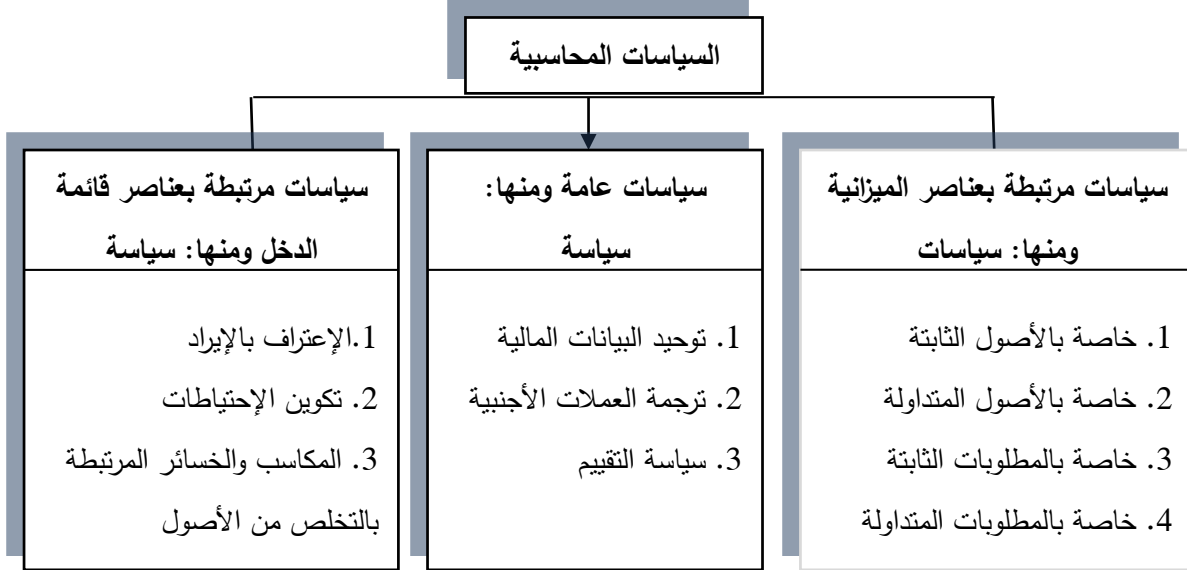 السياسات المحاسبية
سياسات مرتبطة بعناصر الميزانية
ومنها: سياسات
1. خاصة بالأصول الثابتة
2. خاصة بالأصول المتداولة
3. خاصة بالمطلوبات الثابتة
4. خاصة بالمطلوبات المتداولة
سياسات عامة ومنها:
سياسة
1. توحيد البيانات المالية
2. ترجمة العملات الأجنبية
3. سياسة التقييم
سياسات مرتبطة بعناصر قائمة
الدخل ومنها: سياسة
1.الإعتراف بالإيراد
2. تكوين الإحتياطات
3. المكاسب والخسائر المرتبطة
بالتخلص من الأصول